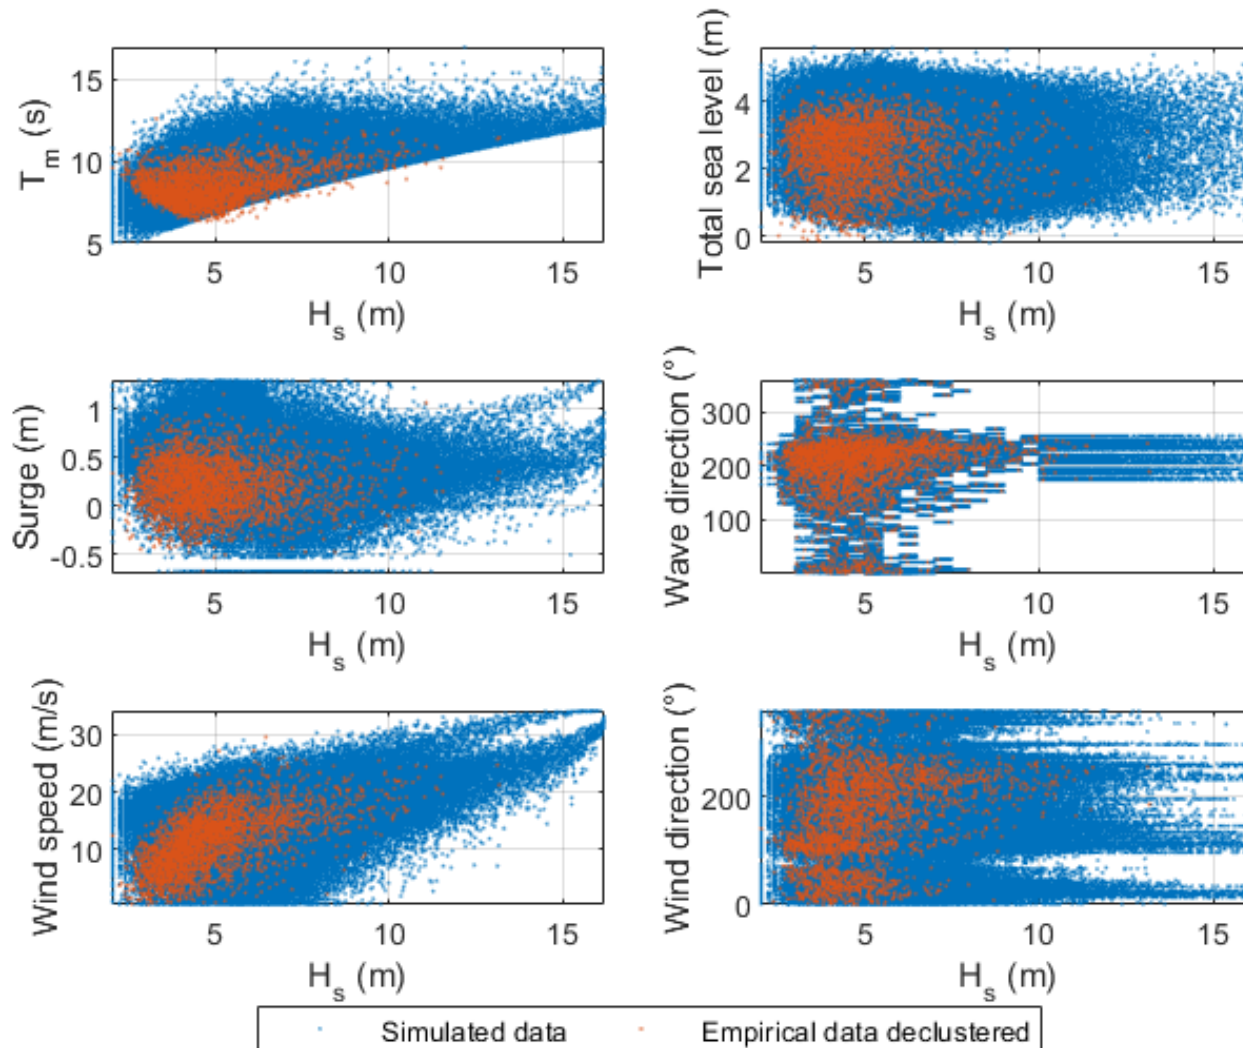 T_m (s)
15
10
5
5 10 15
H_s (m)
Total sea level (m)
4
2
0
5 10 15
H_s (m)
Surge (m)
1
0.5
0
-0.5
5 10 15
H_s (m)
Wave direction (°)
300
200
100
5 10 15
H_s (m)
Wind speed (m/s)
30
20
10
5 10 15
H_s (m)
Wind direction (°)
200
0
5 10 15
H_s (m)
Simulated data Empirical data declustered